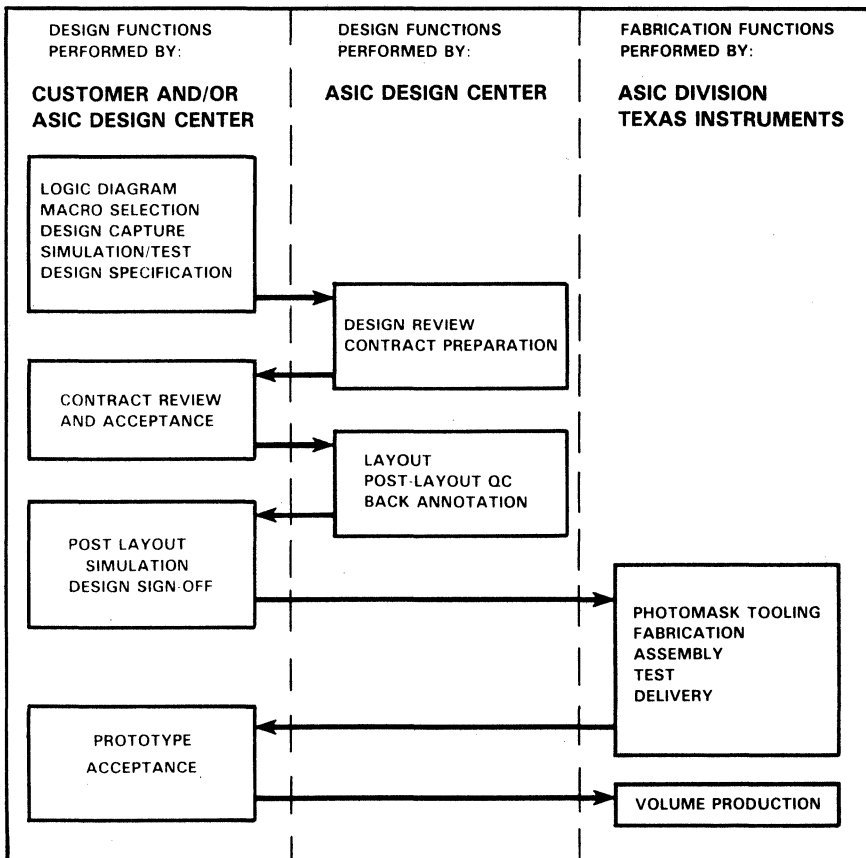 DESIGN FUNCTIONS
PERFORMED BY:
CUSTOMER AND/OR
ASIC DESIGN CENTER
DESIGN FUNCTIONS
PERFORMED BY:
ASIC DESIGN CENTER
FABRICATION FUNCTIONS
PERFORMED BY:
ASIC DIVISION
TEXAS INSTRUMENTS
LOGIC DIAGRAM
MACRO SELECTION
DESIGN CAPTURE
SIMULATION/TEST
DESIGN SPECIFICATION
DESIGN REVIEW
CONTRACT PREPARATION
CONTRACT REVIEW
AND ACCEPTANCE
LAYOUT
POST-LAYOUT QC
BACK ANNOTATION
POST LAYOUT
SIMULATION
DESIGN SIGN-OFF
PHOTOMASK TOOLING
FABRICATION
ASSEMBLY
TEST
DELIVERY
PROTOTYPE
ACCEPTANCE
VOLUME PRODUCTION